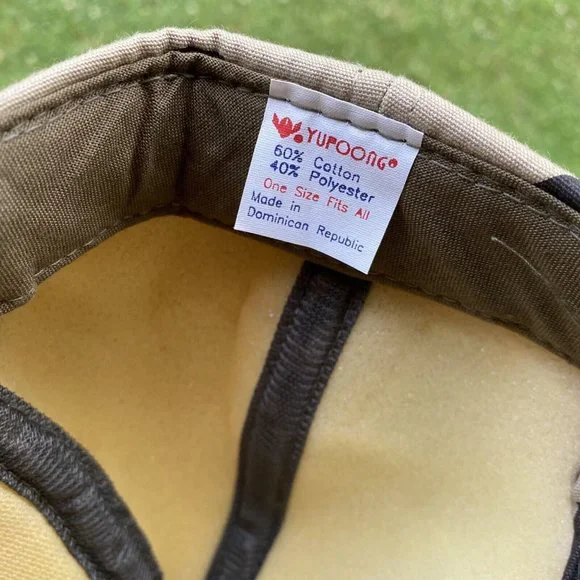 YUPOONG®
60% Cotton
40% Polyester
One Size Fits All
Made in
Dominican Republic